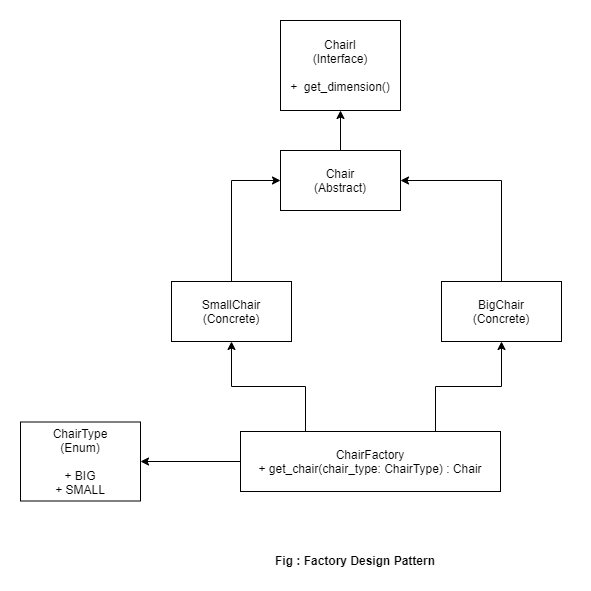 ChairI
(Interface)
+ get_dimension()
Chair
(Abstract)
SmallChair
(Concrete)
BigChair
(Concrete)
ChairType
(Enum)
+ BIG
+ SMALL
ChairFactory
+ get_chair(chair_type: ChairType) : Chair
Fig : Factory Design Pattern